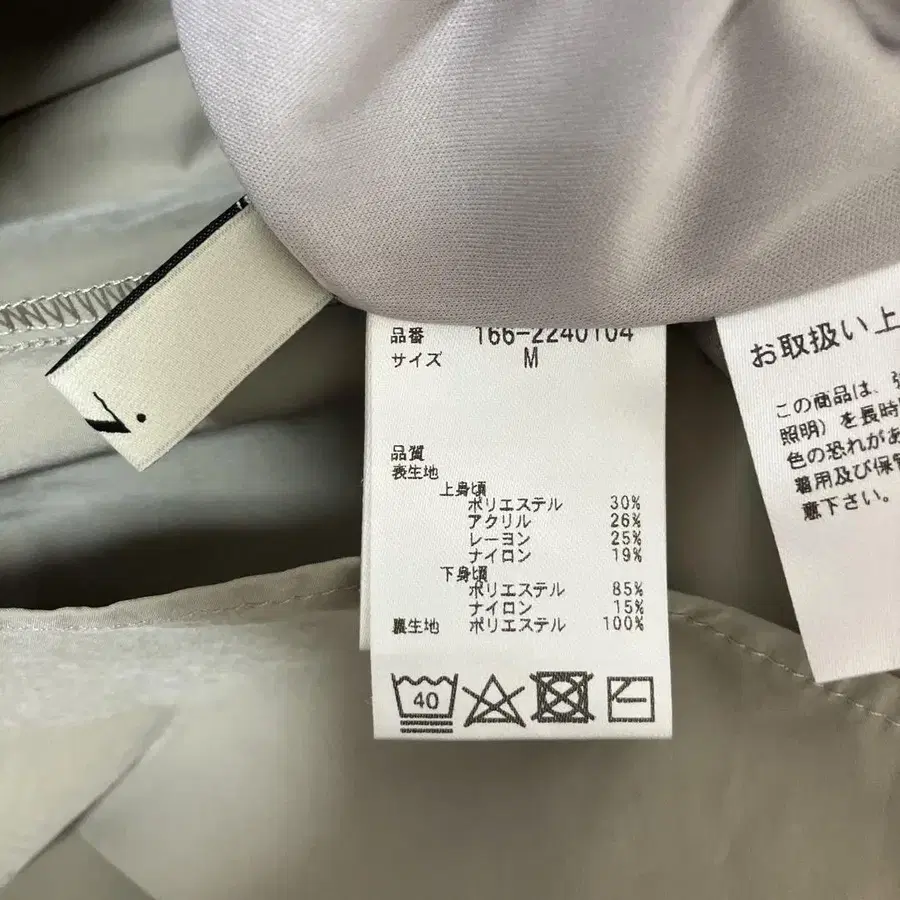 品番 166-2240104
サイズ M
品質
表生地
上身頃
ポリエステル 30%
アクリル 26%
レーヨン 25%
ナイロン 19%
下身頃
ポリエステル 85%
ナイロン 15%
裏生地 ポリエステル 100%
40
お取扱い上
この商品は、
照明）を長時
色の恐れがあ
着用及び保管
意下さい。